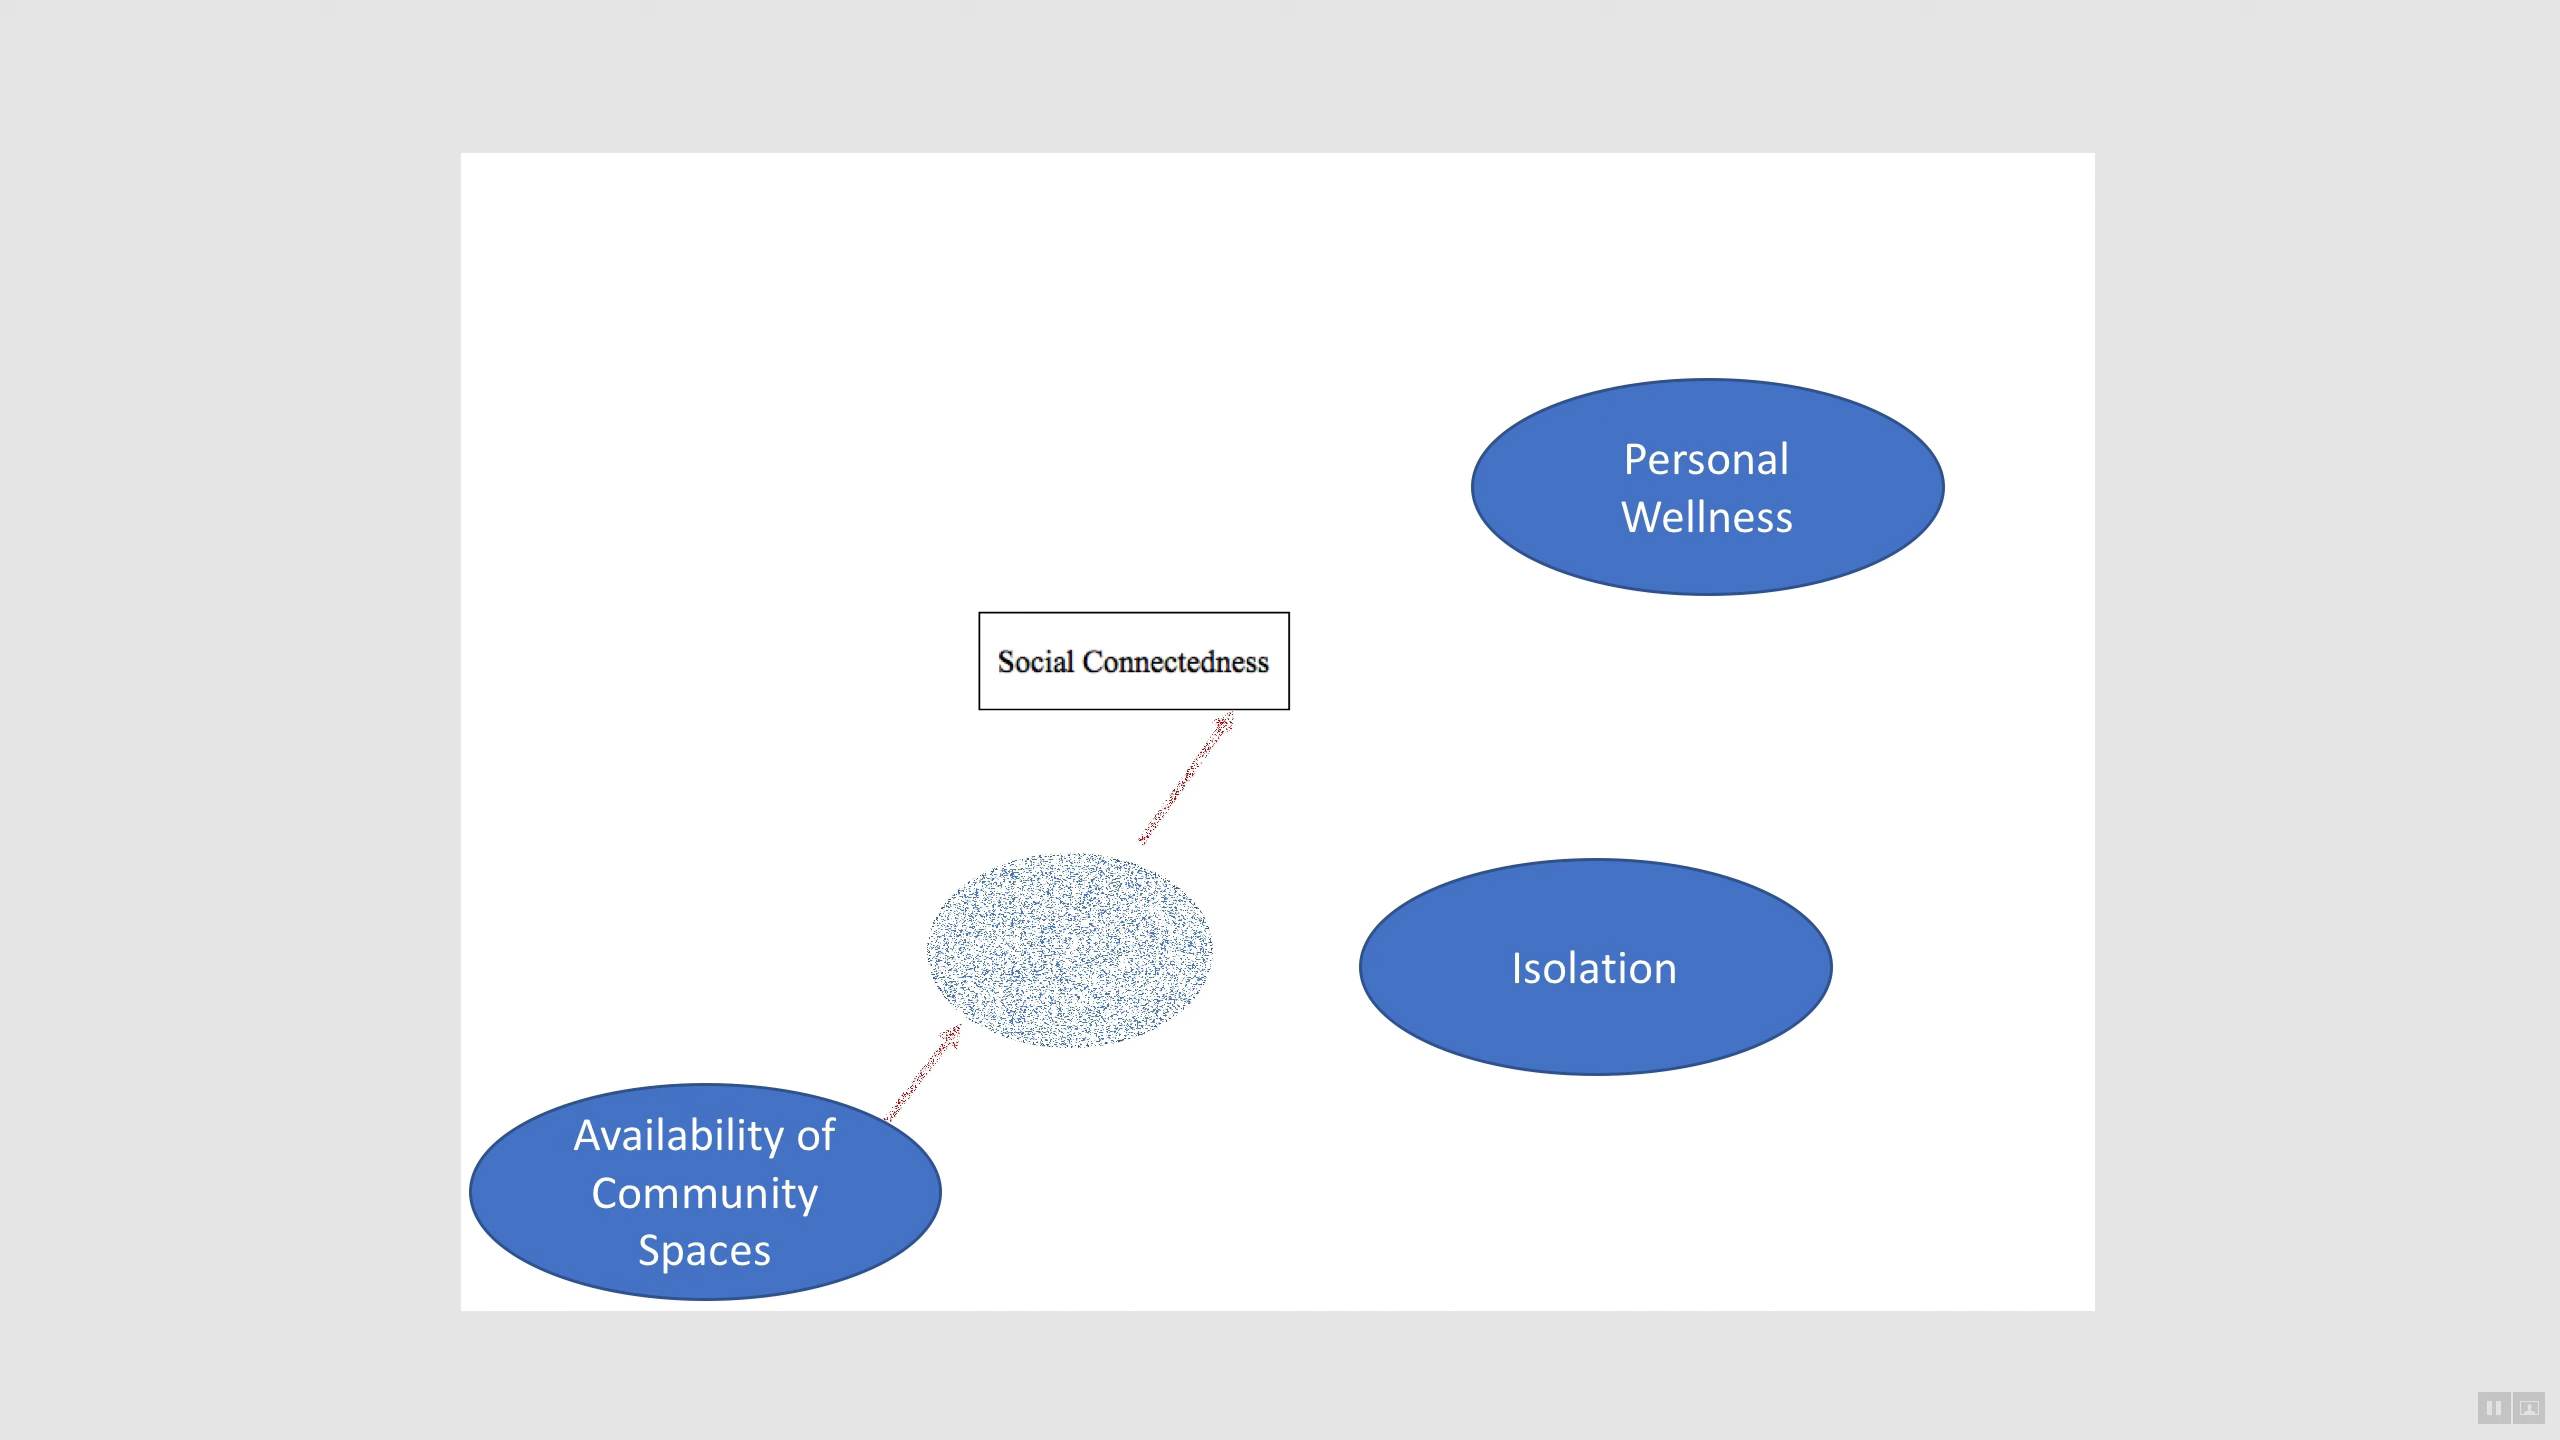 Personal
Wellness
Social Connectedness
Isolation
Availability of
Community
Spaces